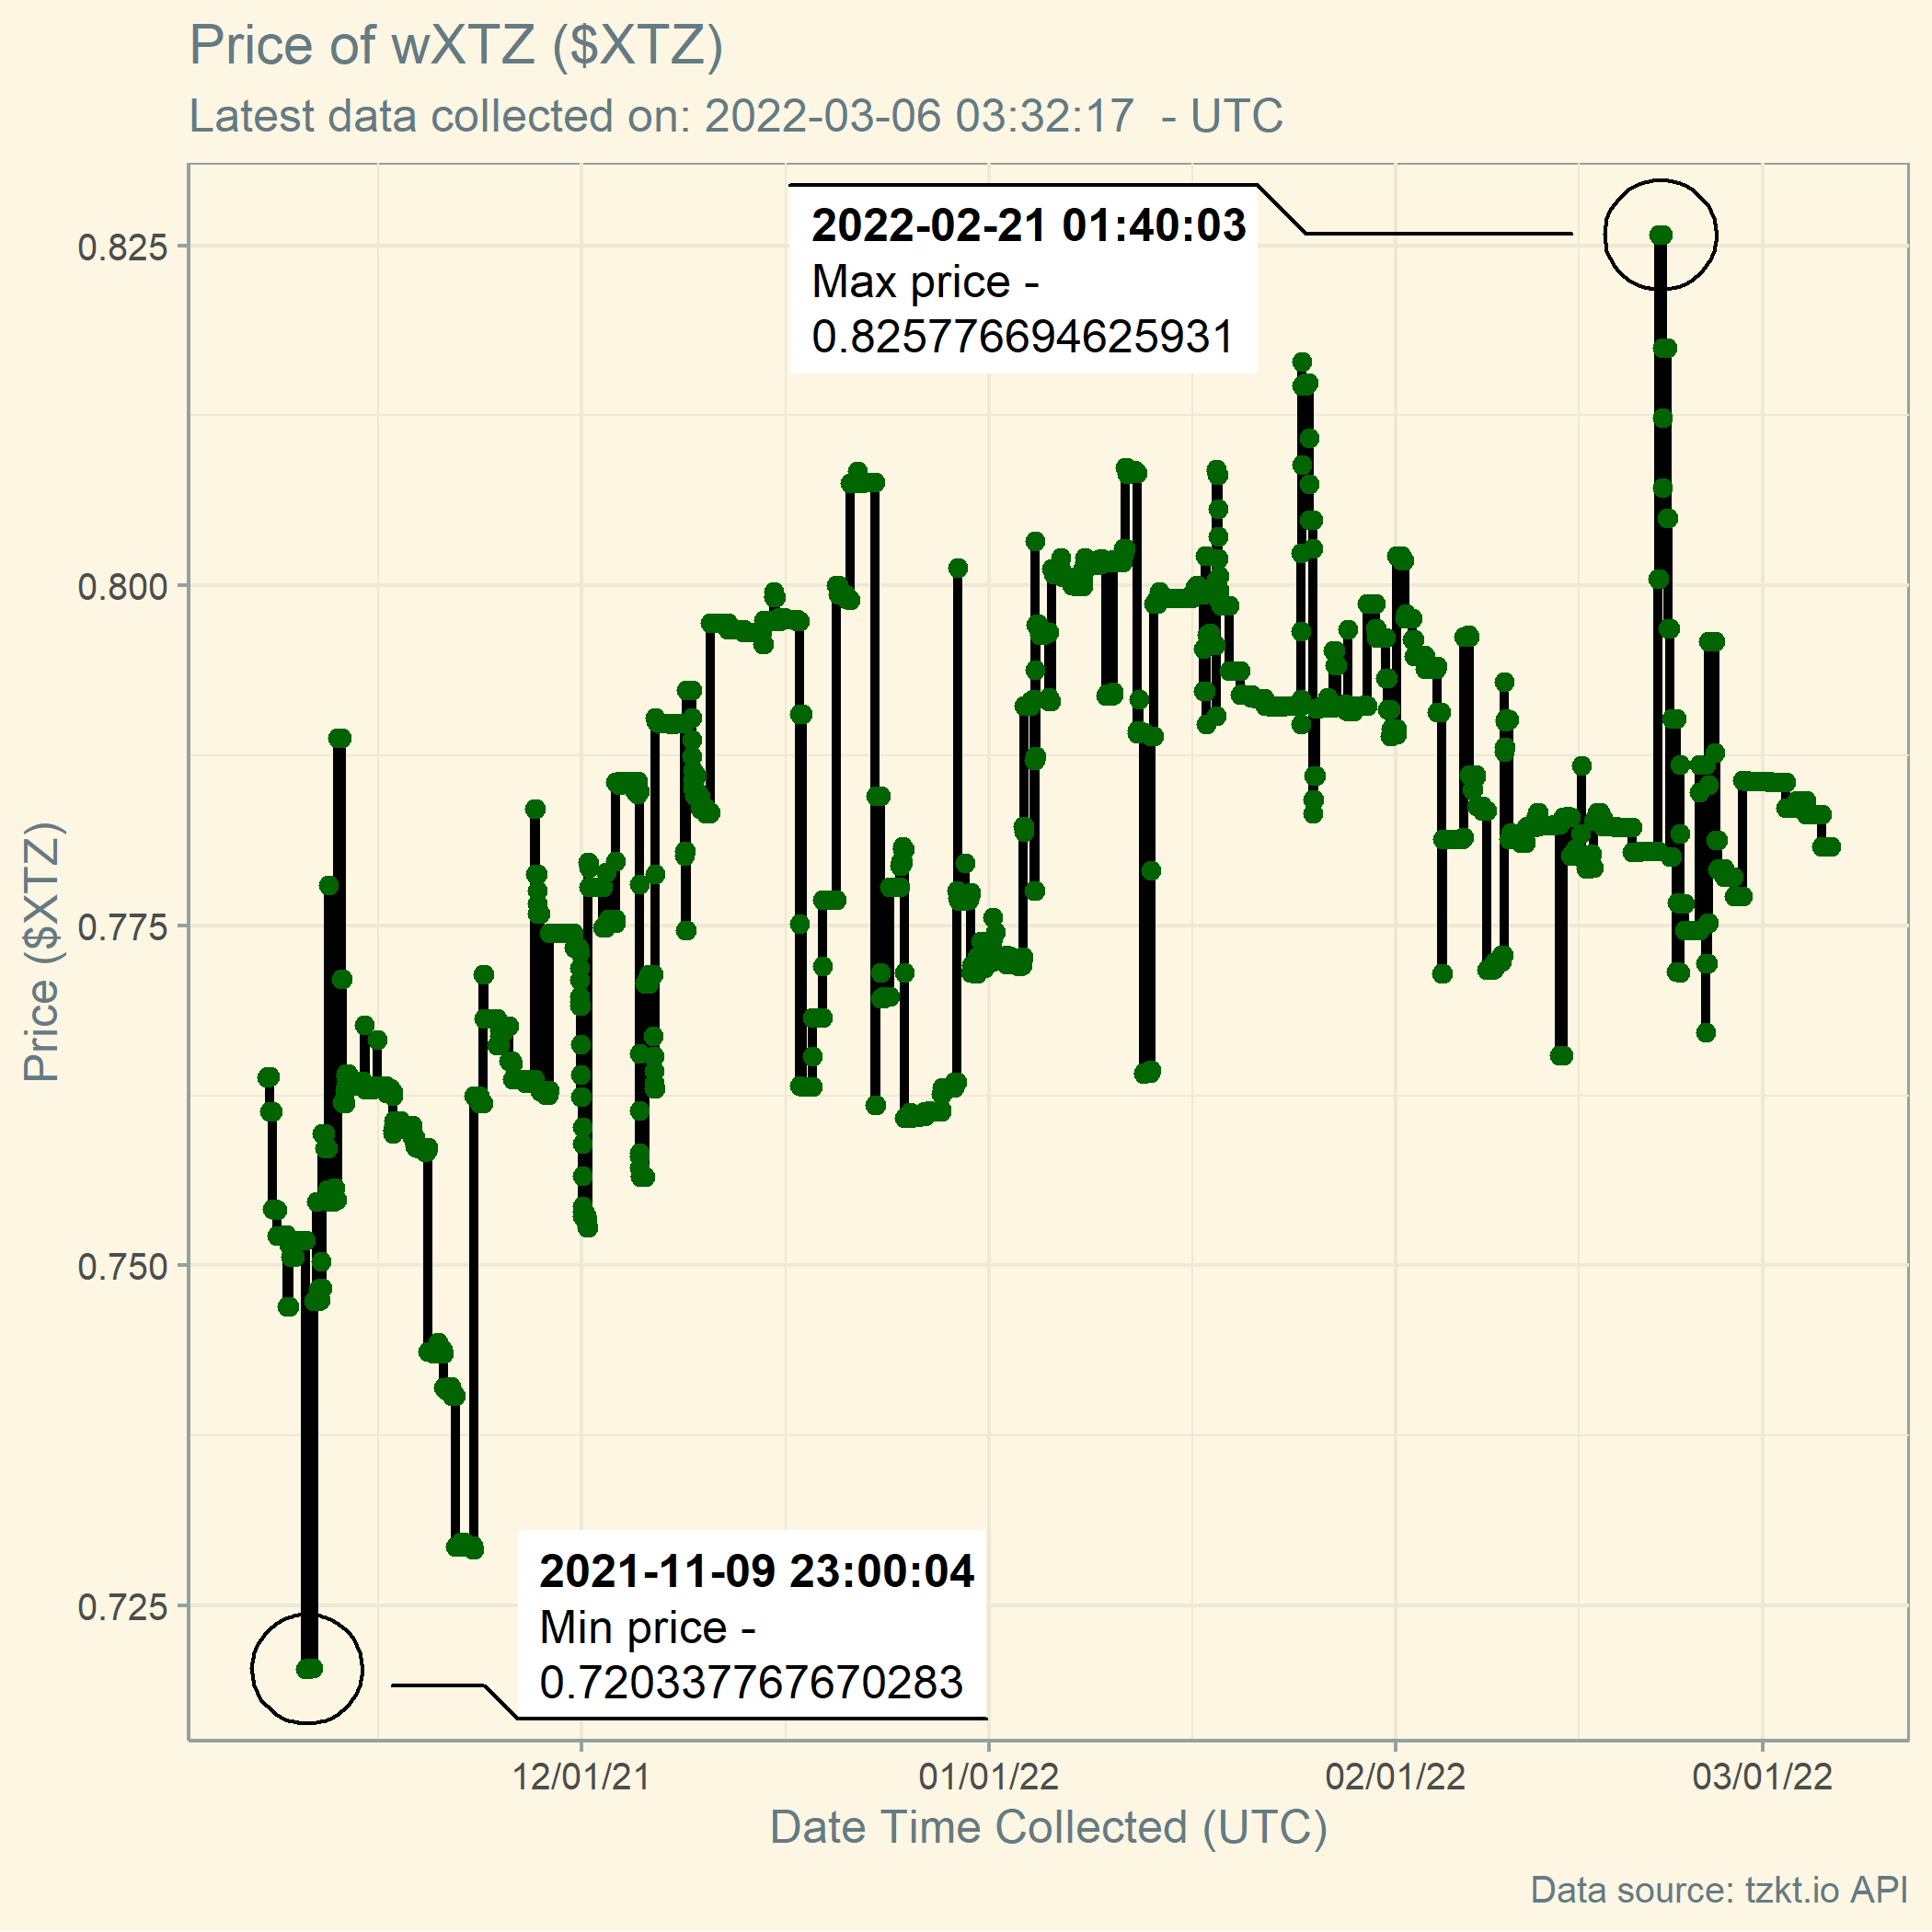 Price of wXTZ ($XTZ)
Latest data collected on: 2022-03-06 03:32:17  - UTC
2022-02-21 01:40:03
Max price -
0.825776694625931
0.825
0.800
0.775
0.750
0.725
Price ($XTZ)
2021-11-09 23:00:04
Min price -
0.720337767670283
12/01/21
01/01/22
02/01/22
03/01/22
Date Time Collected (UTC)
Data source: tzkt.io API